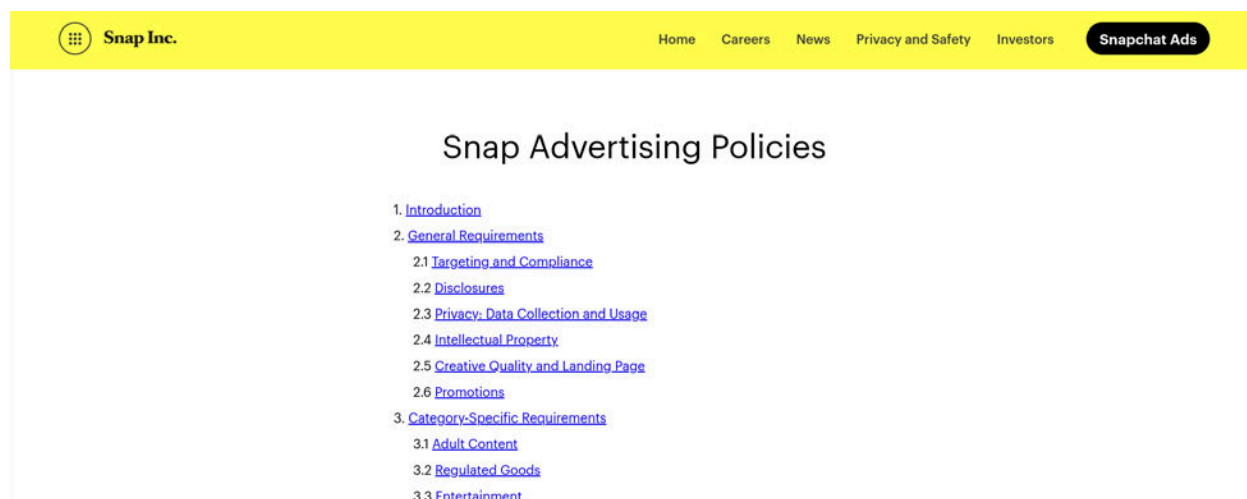 Snap Inc.
Home Careers News Privacy and Safety Investors Snapchat Ads
Snap Advertising Policies
1. Introduction
2. General Requirements
2.1 Targeting and Compliance
2.2 Disclosures
2.3 Privacy: Data Collection and Usage
2.4 Intellectual Property
2.5 Creative Quality and Landing Page
2.6 Promotions
3. Category-Specific Requirements
3.1 Adult Content
3.2 Regulated Goods
3.3 Entertainment